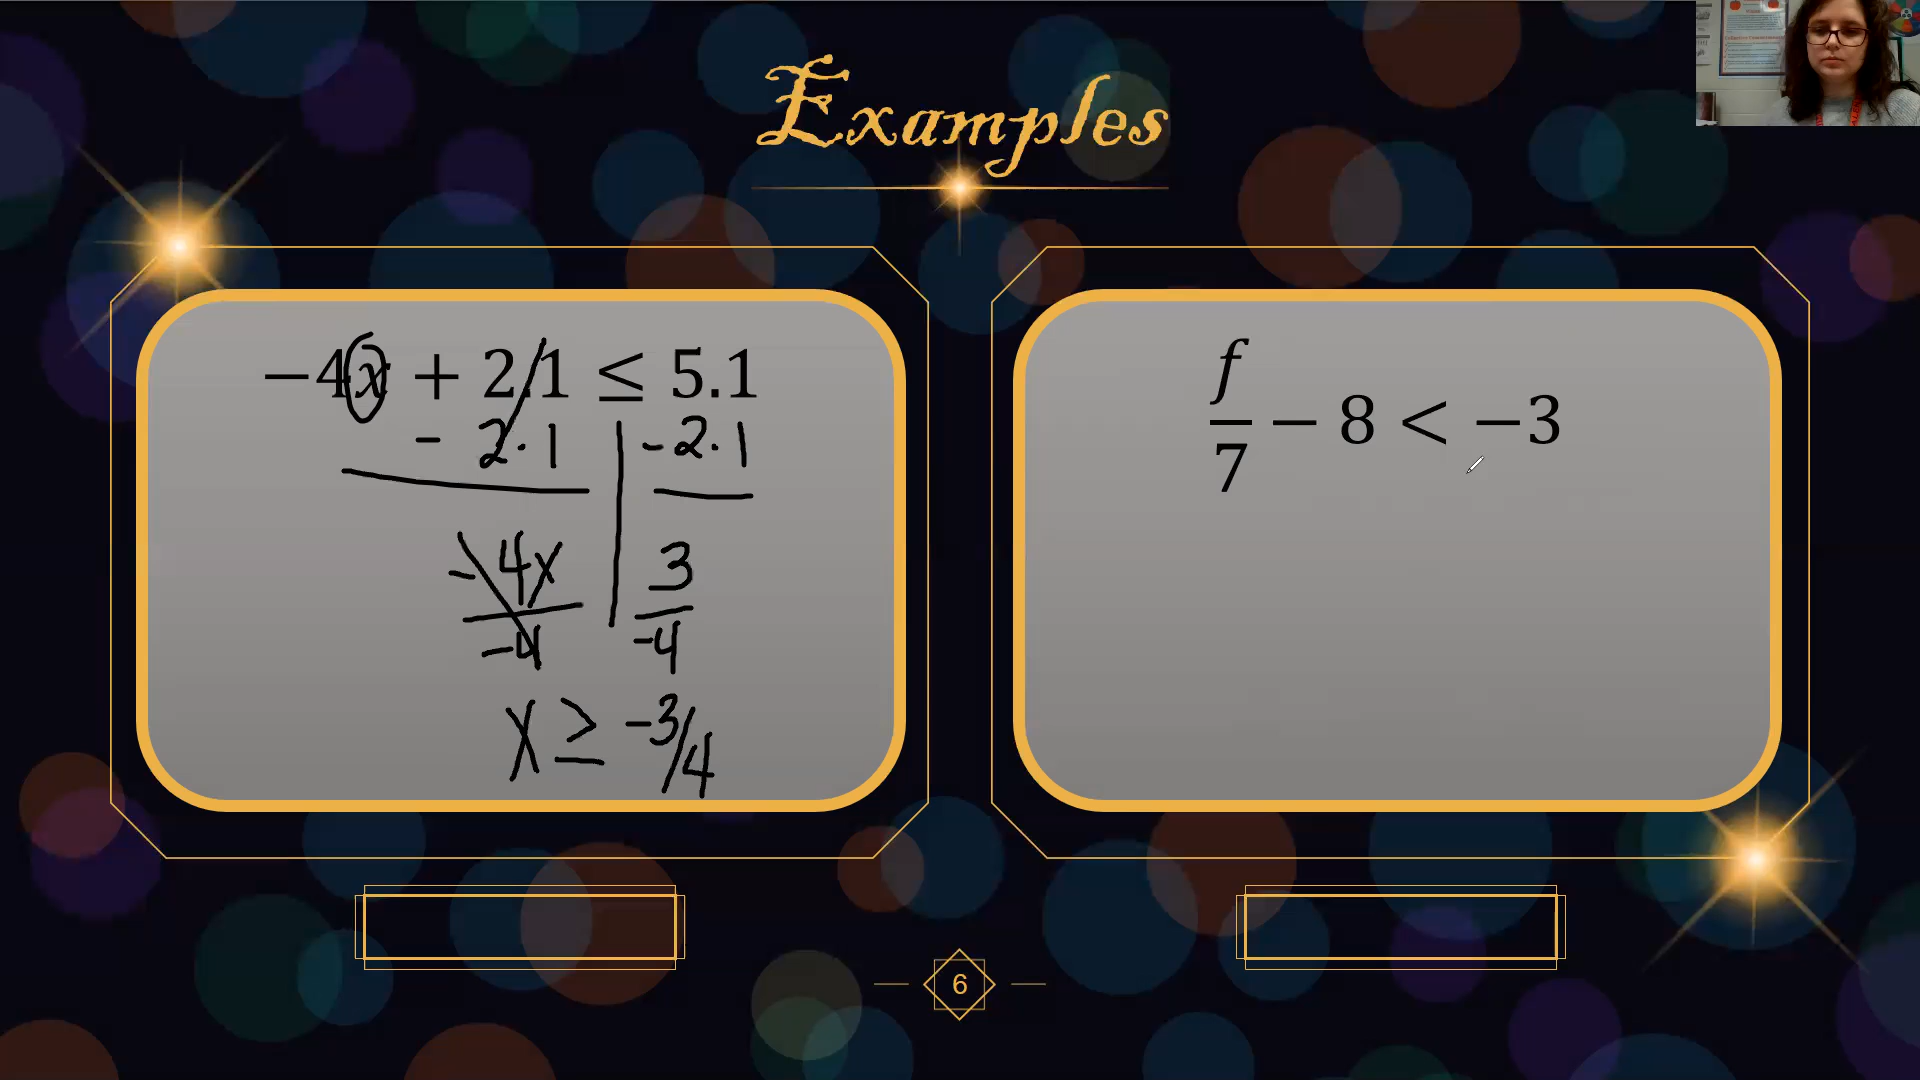 Examples
−4x + 2.1 ≤ 5.1
- 2.1 | -2.1
-4x 3
-4 -4
x ≥ -3/4
f
7
− 8 < −3
6